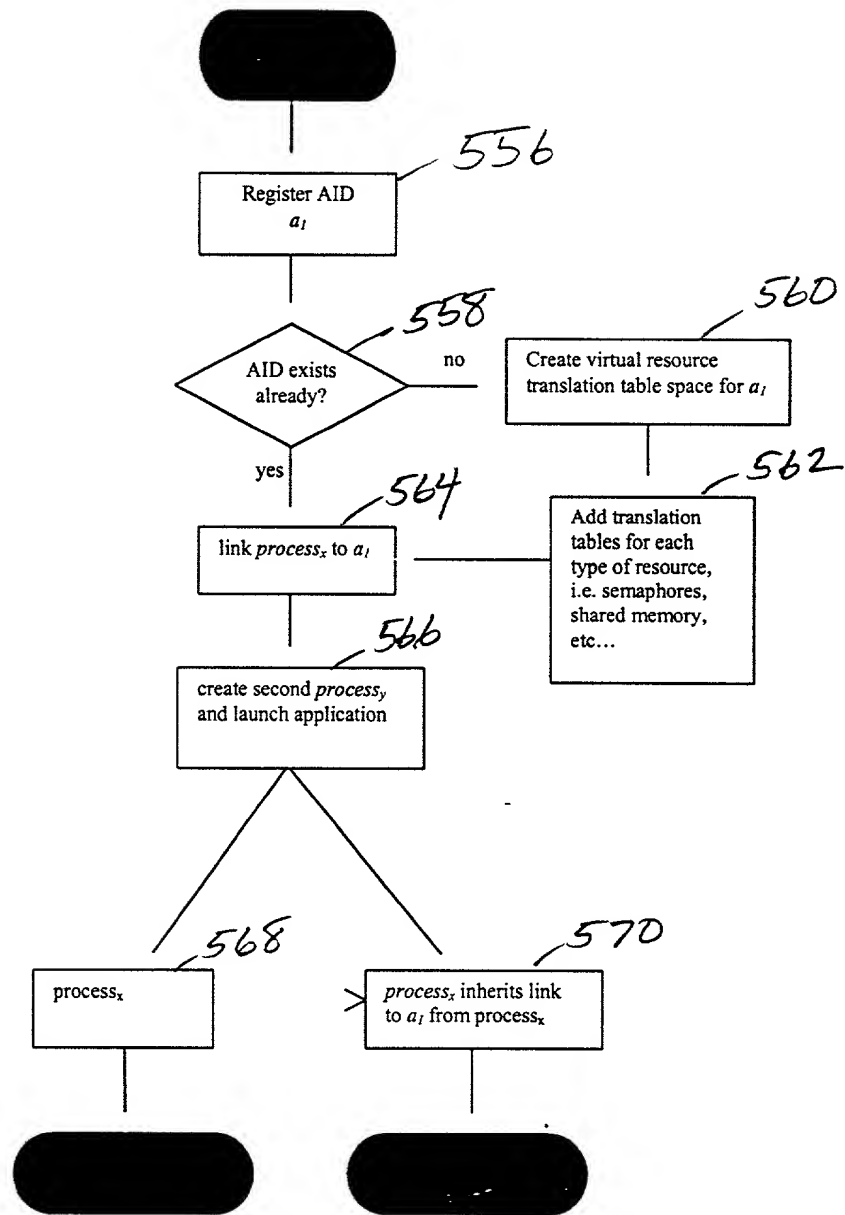 556
Register AID
a₁
558
AID exists
already?
no
560
Create virtual resource
translation table space for a₁
yes
564
link processₓ to a₁
562
Add translation
tables for each
type of resource,
i.e. semaphores,
shared memory,
etc...
566
create second processᵧ
and launch application
568
processₓ
570
processₓ inherits link
to a₁ from processₓ